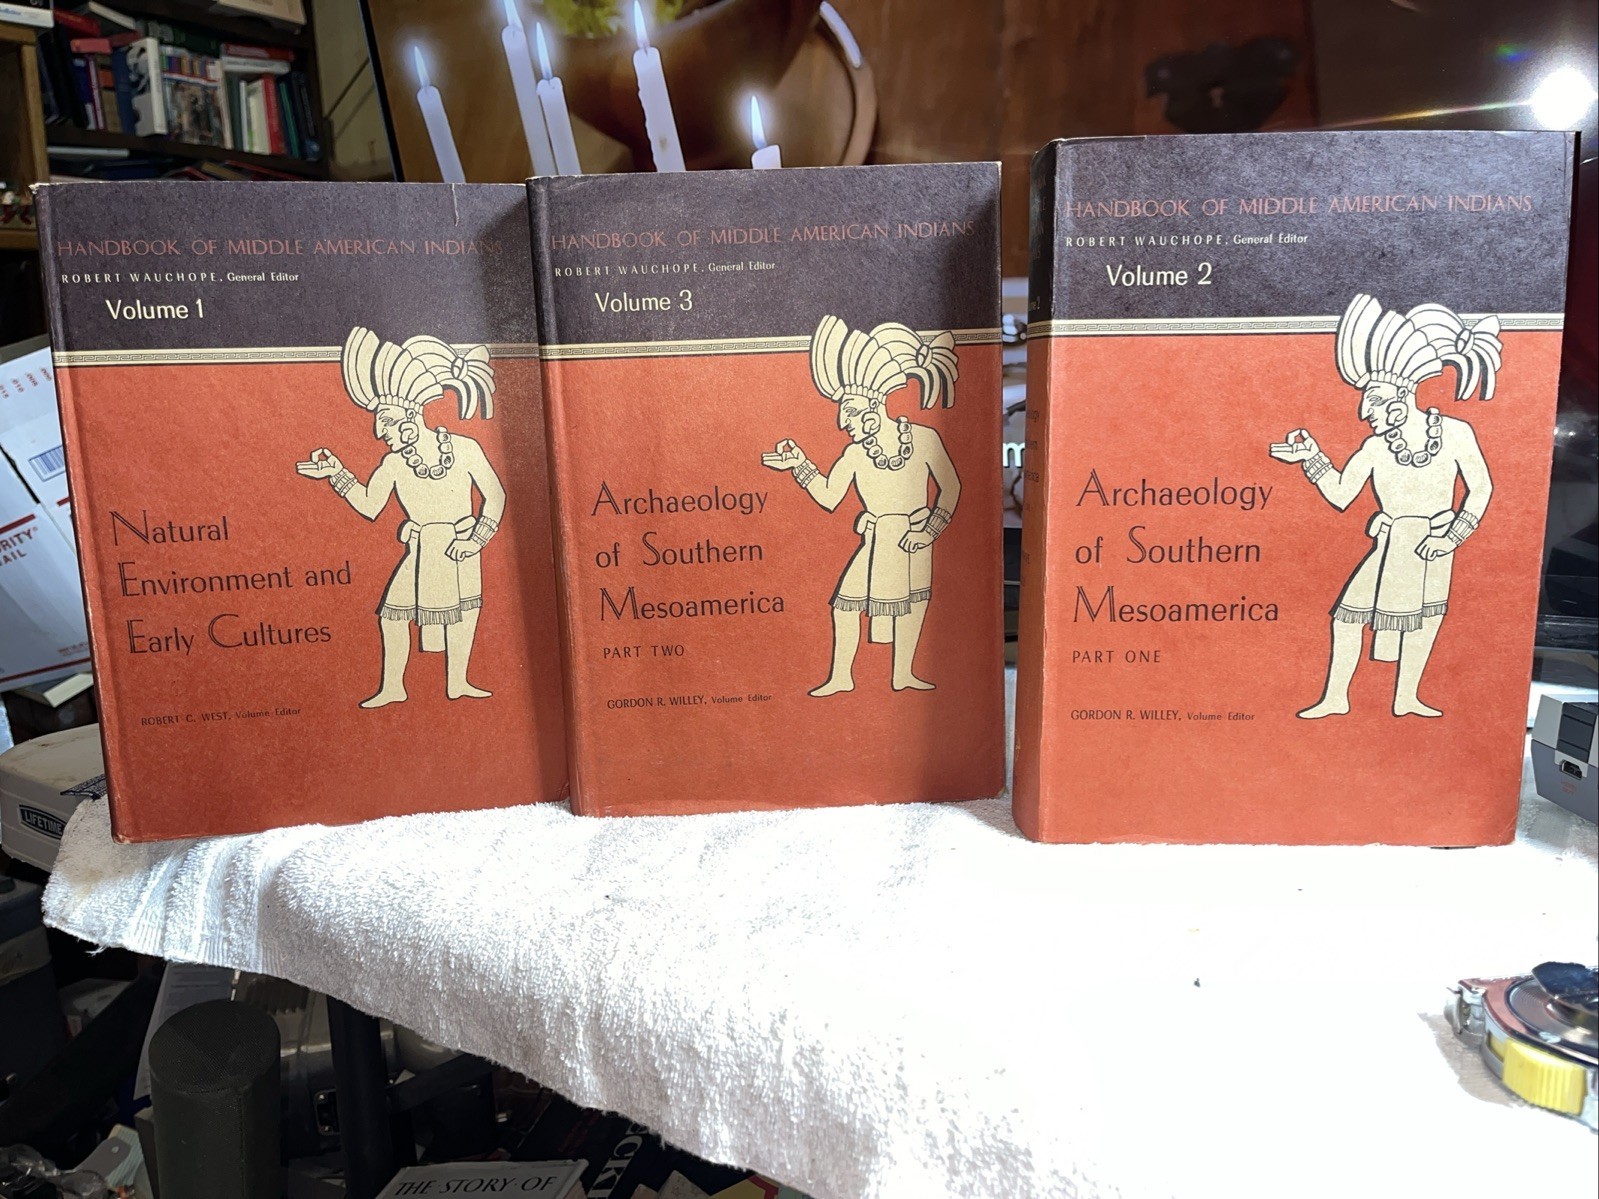 HANDBOOK OF MIDDLE AMERICAN INDIANS
ROBERT WAUCHOPE, General Editor
Volume 1
Natural
Environment and
Early Cultures
ROBERT C. WEST, Volume Editor
HANDBOOK OF MIDDLE AMERICAN INDIANS
ROBERT WAUCHOPE, General Editor
Volume 3
Archaeology
of Southern
Mesoamerica
PART TWO
GORDON R. WILLEY, Volume Editor
HANDBOOK OF MIDDLE AMERICAN INDIANS
ROBERT WAUCHOPE, General Editor
Volume 2
Archaeology
of Southern
Mesoamerica
PART ONE
GORDON R. WILLEY, Volume Editor
LIFETIME
THE STORY OF